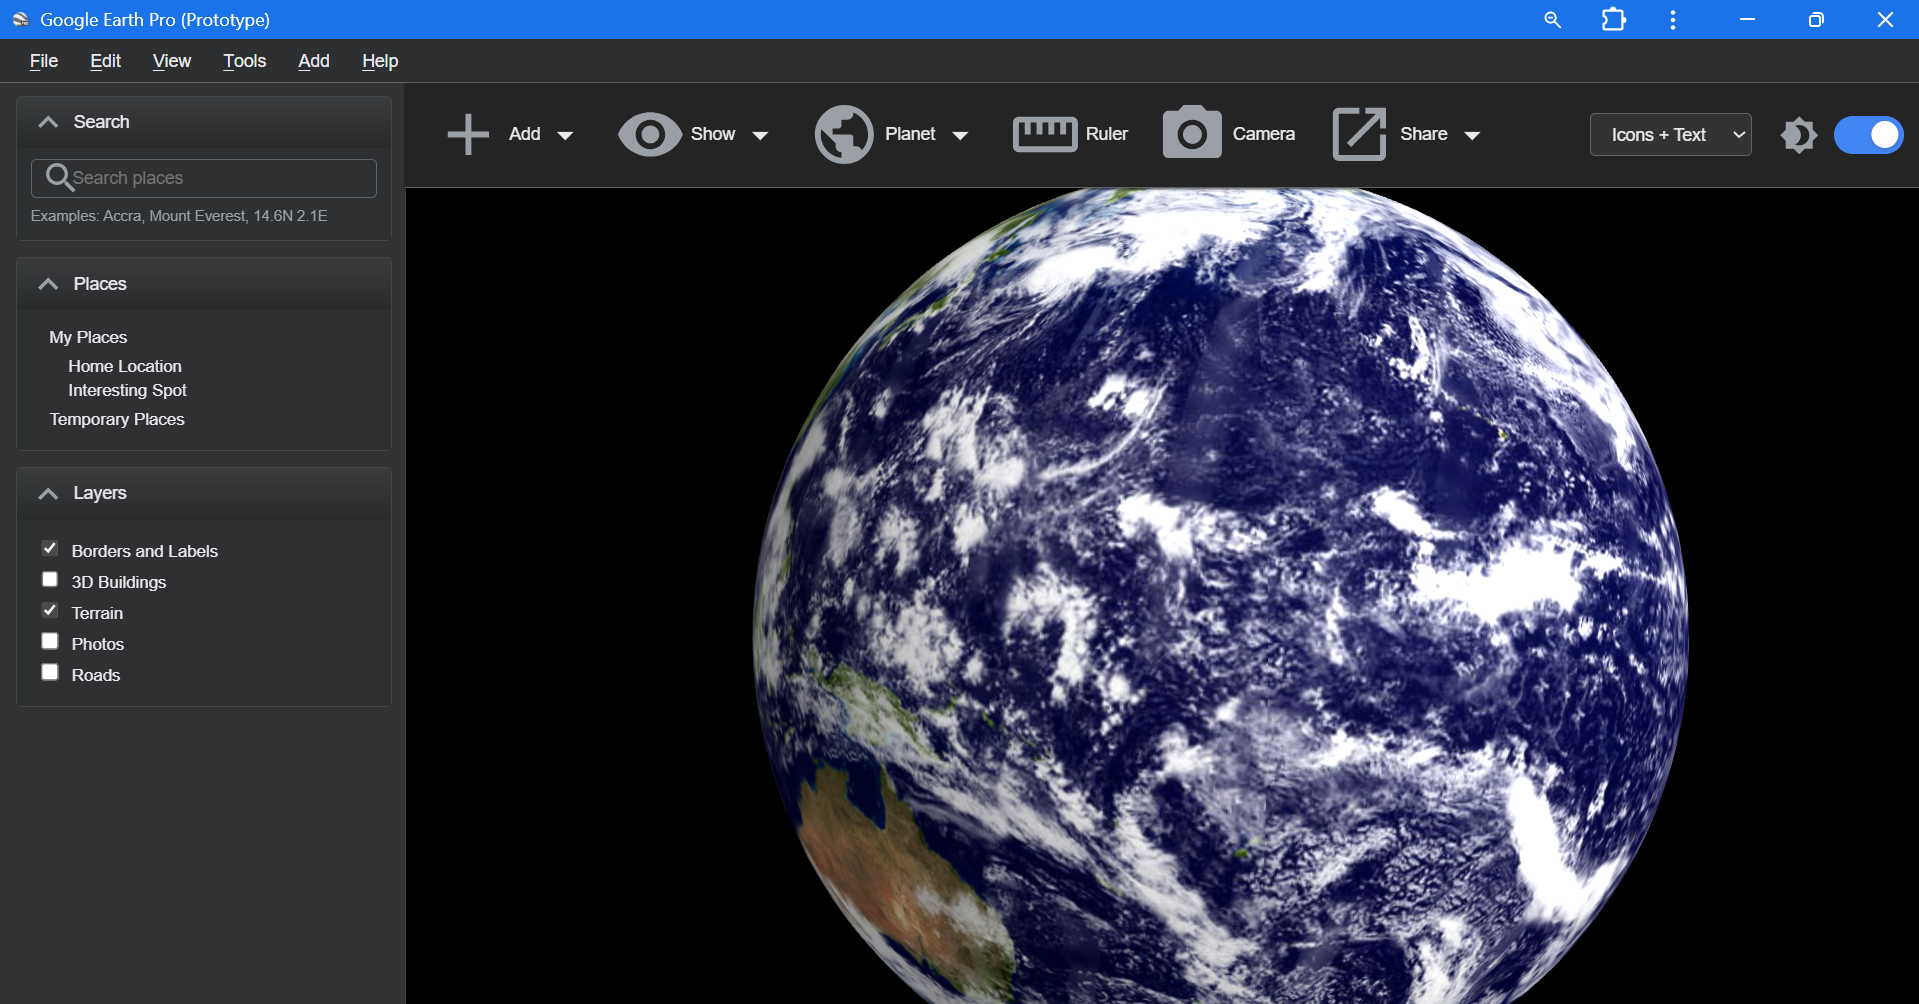 Google Earth Pro (Prototype)
File Edit View Tools Add Help
Search
Search places
Examples: Accra, Mount Everest, 14.6N 2.1E
Places
My Places
Home Location
Interesting Spot
Temporary Places
Layers
Borders and Labels
3D Buildings
Terrain
Photos
Roads
Add Show Planet Ruler Camera Share Icons + Text